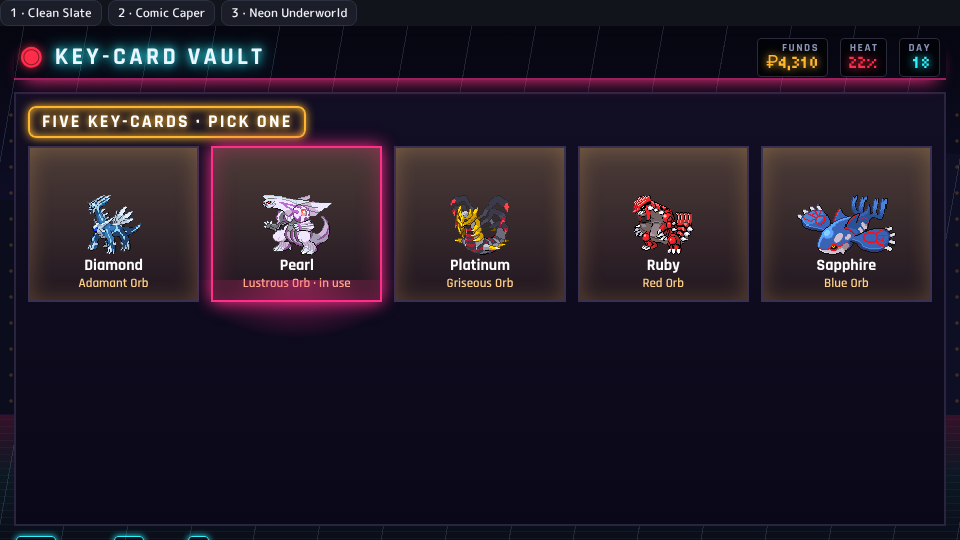 1 · Clean Slate
2 · Comic Caper
3 · Neon Underworld
KEY-CARD VAULT
FUNDS
₽4,310
HEAT
22%
DAY
18
FIVE KEY-CARDS · PICK ONE
Diamond
Adamant Orb
Pearl
Lustrous Orb · in use
Platinum
Griseous Orb
Ruby
Red Orb
Sapphire
Blue Orb